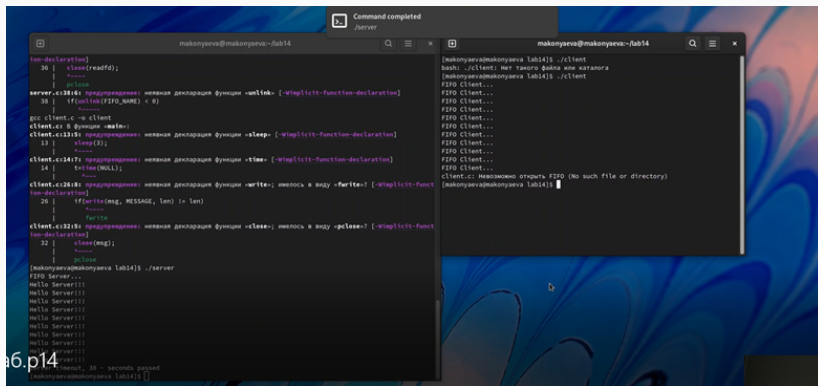 Command completed
./server
makonyaeva@makonyaeva:~/lab14
ion-declaration]
36 | close(readfd);
| ^~~~~
| pclose
server.c:38:6: предупреждение: неявная декларация функции «unlink» [-Wimplicit-function-declaration]
38 | if(unlink(FIFO_NAME) < 0)
| ^~~~~~
gcc client.c -o client
client.c: В функции «main»:
client.c:13:5: предупреждение: неявная декларация функции «sleep» [-Wimplicit-function-declaration]
13 | sleep(3);
| ^~~~~
client.c:14:7: предупреждение: неявная декларация функции «time» [-Wimplicit-function-declaration]
14 | t=time(NULL);
| ^~~~
client.c:26:8: предупреждение: неявная декларация функции «write»; имелось в виду «fwrite»? [-Wimplicit-funct
ion-declaration]
26 | if(write(msg, MESSAGE, len) != len)
| ^~~~~
| fwrite
client.c:32:5: предупреждение: неявная декларация функции «close»; имелось в виду «pclose»? [-Wimplicit-funct
ion-declaration]
32 | close(msg);
| ^~~~~
| pclose
[makonyaeva@makonyaeva lab14]$ ./server
FIFO Server...
Hello Server!!!
Hello Server!!!
Hello Server!!!
Hello Server!!!
Hello Server!!!
Hello Server!!!
Hello Server!!!
Hello Server!!!
Server!!!
Server!!!
timeout, 30 - seconds passed
[makonyaeva@makonyaeva lab14]$
аб.р14
makonyaeva@makonyaeva:~/lab14
[makonyaeva@makonyaeva lab14]$ ./client
bash: ./client: Нет такого файла или каталога
[makonyaeva@makonyaeva lab14]$ ./client
FIFO Client...
FIFO Client...
FIFO Client...
FIFO Client...
FIFO Client...
FIFO Client...
FIFO Client...
FIFO Client...
FIFO Client...
FIFO Client...
FIFO Client...
client.c: Невозможно открыть FIFO (No such file or directory)
[makonyaeva@makonyaeva lab14]$